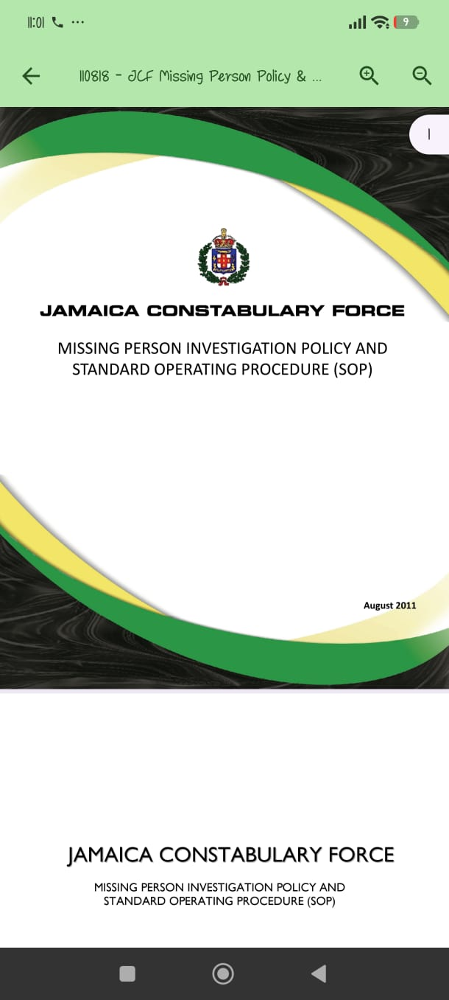 11:01
9
110818 - JCF Missing Person Policy & ...
1
JAMAICA CONSTABULARY FORCE
MISSING PERSON INVESTIGATION POLICY AND
STANDARD OPERATING PROCEDURE (SOP)
August 2011
JAMAICA CONSTABULARY FORCE
MISSING PERSON INVESTIGATION POLICY AND
STANDARD OPERATING PROCEDURE (SOP)